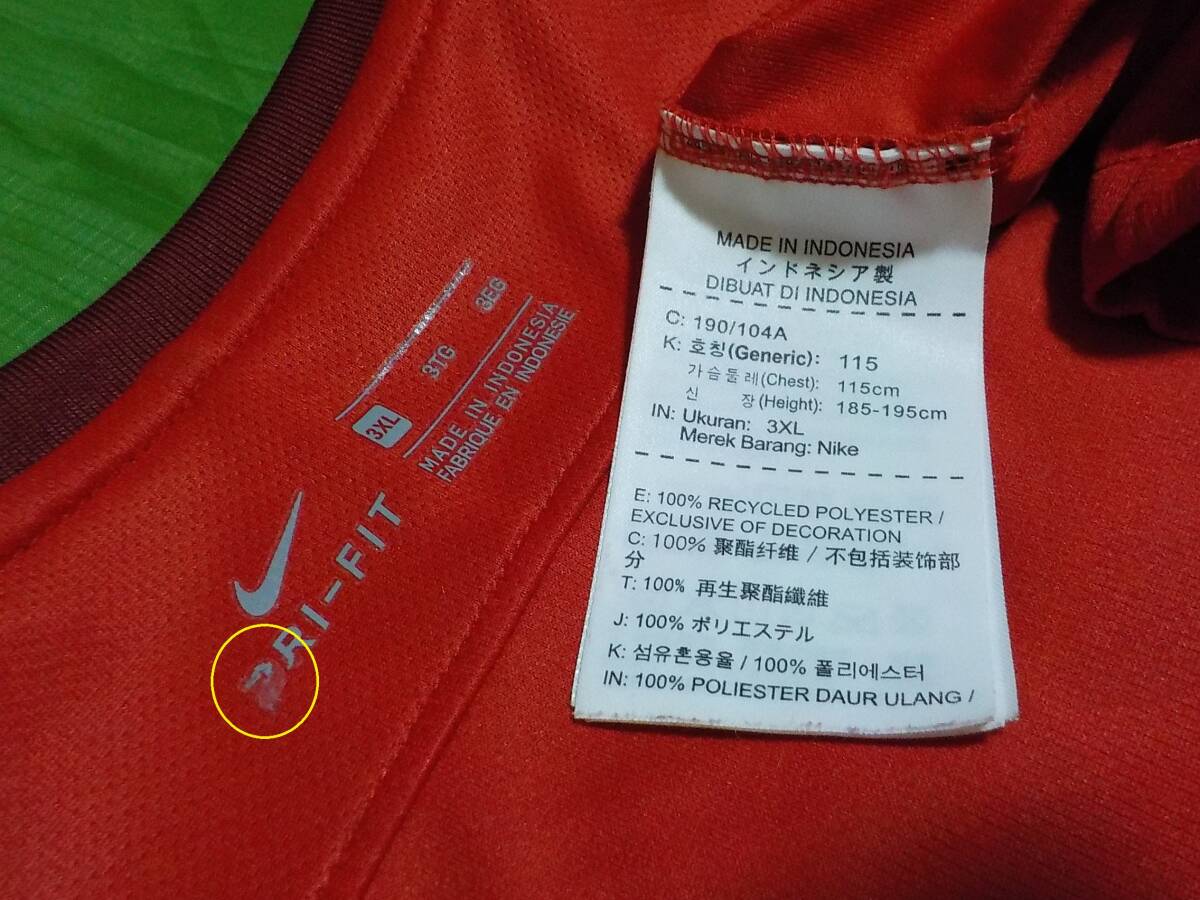 3XL 3TG 3EG
MADE IN INDONESIA
FABRIQUE EN INDONESIE
DRI-FIT
MADE IN INDONESIA
インドネシア製
DIBUAT DI INDONESIA
C: 190/104A
K: 호칭(Generic): 115
가슴둘레(Chest): 115cm
신 장(Height): 185-195cm
IN: Ukuran: 3XL
Merek Barang: Nike
E: 100% RECYCLED POLYESTER /
EXCLUSIVE OF DECORATION
C: 100% 聚酯纤维 / 不包括装饰部
分
T: 100% 再生聚酯纖維
J: 100% ポリエステル
K: 섬유혼용율 / 100% 폴리에스터
IN: 100% POLIESTER DAUR ULANG /